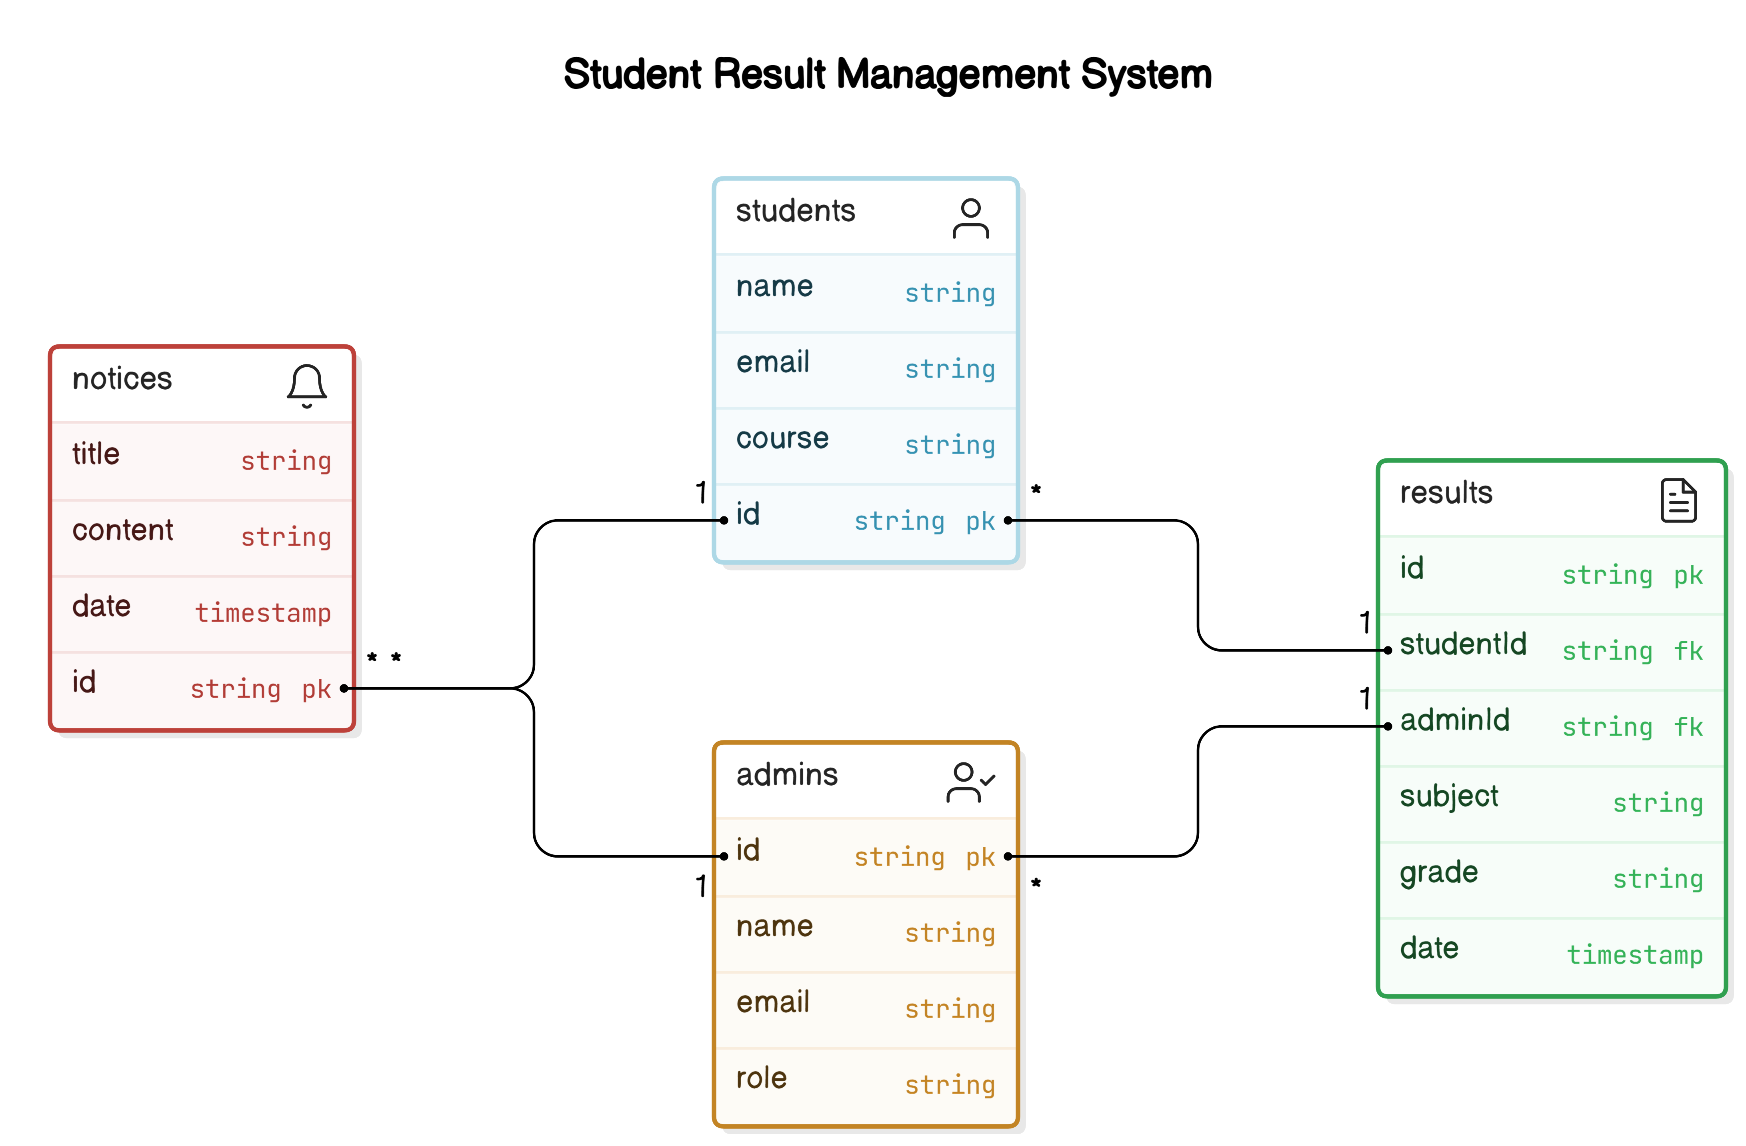 Student Result Management System
students
name string
email string
course string
1 id string pk *
notices
title string
content string
date timestamp
* *
id string pk
results
id string pk
1
studentId string fk
1
adminId string fk
subject string
grade string
date timestamp
admins
id string pk
1 *
name string
email string
role string